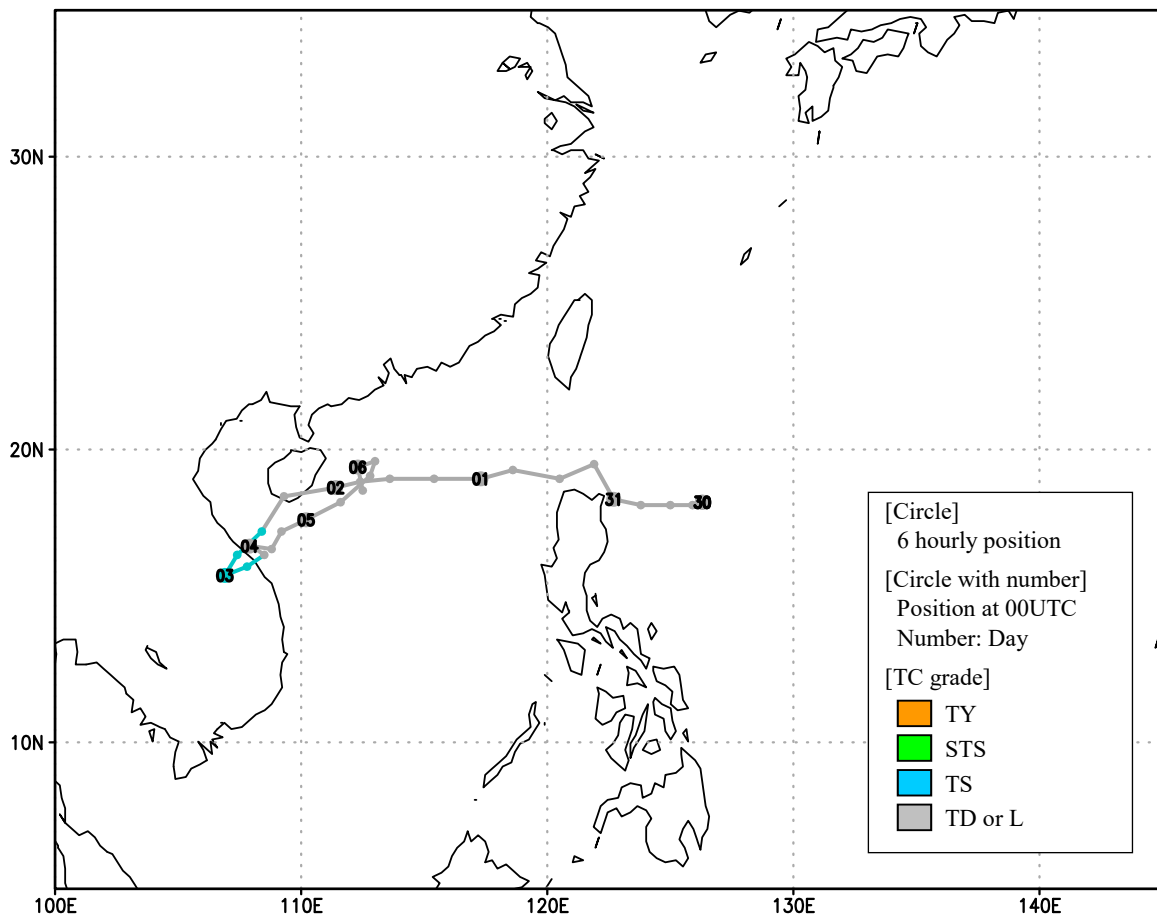 30N
20N
10N
100E
110E
120E
130E
140E
06
02
01
31
30
05
04
03
[Circle]
6 hourly position
[Circle with number]
Position at 00UTC
Number: Day
[TC grade]
TY
STS
TS
TD or L